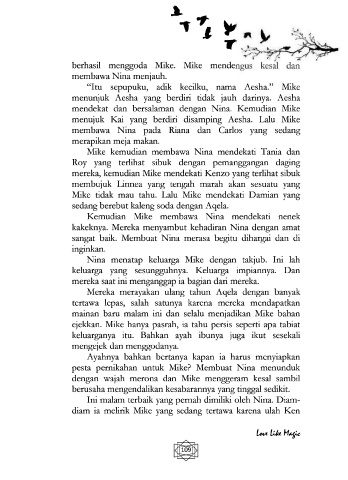 berhasil menggoda Mike. Mike mendengus kesal dan
membawa Nina menjauh.
"Itu sepupuku, adik kecilku, nama Aesha." Mike
menunjuk Aesha yang berdiri tidak jauh darinya. Aesha
mendekat dan bersalaman dengan Nina. Kemudian Mike
menujuk Kai yang berdiri disamping Aesha. Lalu Mike
membawa Nina pada Riana dan Carlos yang sedang
merapikan meja makan.
Mike kemudian membawa Nina mendekati Tania dan
Roy yang terlihat sibuk dengan pemanggangan daging
mereka, kemudian Mike mendekati Kenzo yang terlihat sibuk
membujuk Linnea yang tengah marah akan sesuatu yang
Mike tidak mau tahu. Lalu Mike mendekati Damian yang
sedang berebut kaleng soda dengan Aqela.
Kemudian Mike membawa Nina mendekati nenek
kakeknya. Mereka menyambut kehadiran Nina dengan amat
sangat baik. Membuat Nina merasa begitu dihargai dan di
inginkan.
Nina menatap keluarga Mike dengan takjub. Ini lah
keluarga yang sesungguhnya. Keluarga impiannya. Dan
mereka saat ini menganggap ia bagian dari mereka.
Mereka merayakan ulang tahun Aqela dengan banyak
tertawa lepas, salah satunya karena mereka mendapatkan
mainan baru malam ini dan selalu menjadikan Mike bahan
ejekkan. Mike hanya pasrah, ia tahu persis seperti apa tabiat
keluarganya itu. Bahkan ayah ibunya juga ikut sesekali
mengejek dan menggodanya.
Ayahnya bahkan bertanya kapan ia harus menyiapkan
pesta pernikahan untuk Mike? Membuat Nina menunduk
dengan wajah merona dan Mike menggeram kesal sambil
berusaha mengendalikan kesabarannya yang tinggal sedikit.
Ini malam terbaik yang pernah dimiliki oleh Nina. Diam-
diam ia melirik Mike yang sedang tertawa karena ulah Ken
Love Like Magic
109